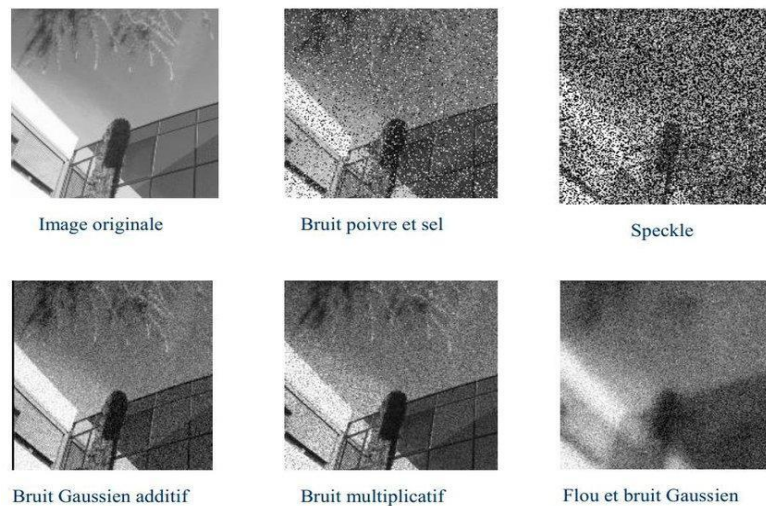 Image originale
Bruit poivre et sel
Speckle
Bruit Gaussien additif
Bruit multiplicatif
Flou et bruit Gaussien